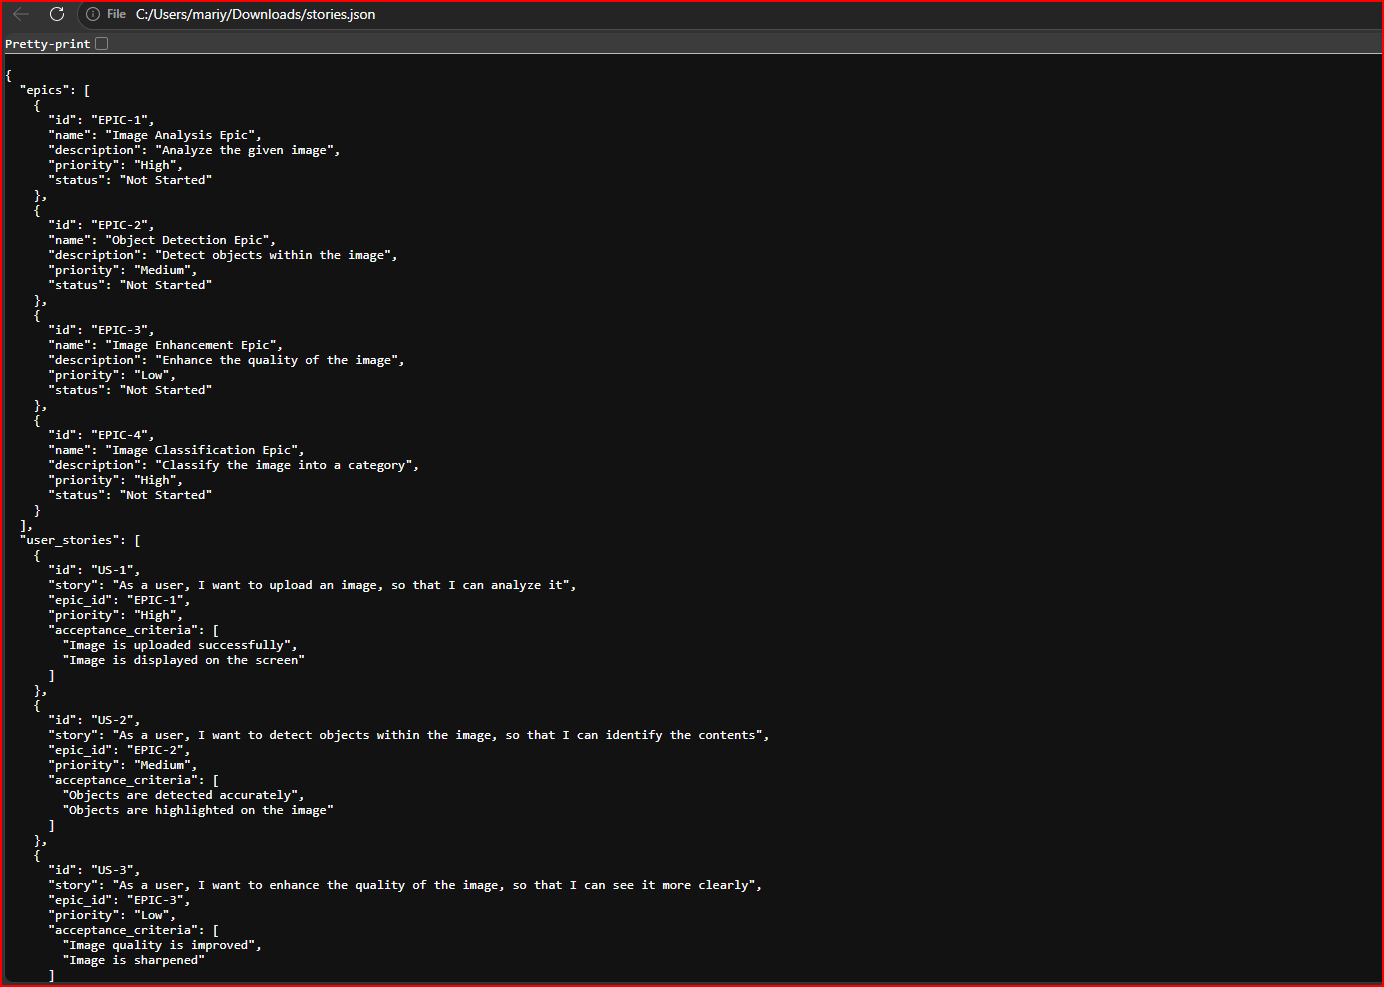 File C:/Users/mariy/Downloads/stories.json
Pretty-print
{
  "epics": [
    {
      "id": "EPIC-1",
      "name": "Image Analysis Epic",
      "description": "Analyze the given image",
      "priority": "High",
      "status": "Not Started"
    },
    {
      "id": "EPIC-2",
      "name": "Object Detection Epic",
      "description": "Detect objects within the image",
      "priority": "Medium",
      "status": "Not Started"
    },
    {
      "id": "EPIC-3",
      "name": "Image Enhancement Epic",
      "description": "Enhance the quality of the image",
      "priority": "Low",
      "status": "Not Started"
    },
    {
      "id": "EPIC-4",
      "name": "Image Classification Epic",
      "description": "Classify the image into a category",
      "priority": "High",
      "status": "Not Started"
    }
  ],
  "user_stories": [
    {
      "id": "US-1",
      "story": "As a user, I want to upload an image, so that I can analyze it",
      "epic_id": "EPIC-1",
      "priority": "High",
      "acceptance_criteria": [
        "Image is uploaded successfully",
        "Image is displayed on the screen"
      ]
    },
    {
      "id": "US-2",
      "story": "As a user, I want to detect objects within the image, so that I can identify the contents",
      "epic_id": "EPIC-2",
      "priority": "Medium",
      "acceptance_criteria": [
        "Objects are detected accurately",
        "Objects are highlighted on the image"
      ]
    },
    {
      "id": "US-3",
      "story": "As a user, I want to enhance the quality of the image, so that I can see it more clearly",
      "epic_id": "EPIC-3",
      "priority": "Low",
      "acceptance_criteria": [
        "Image quality is improved",
        "Image is sharpened"
      ]